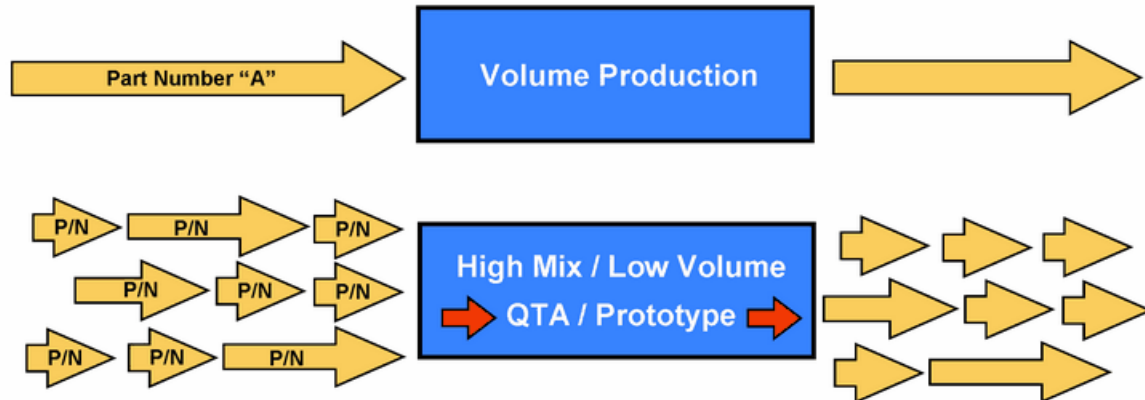 Part Number “A”
Volume Production
P/N P/N P/N
High Mix / Low Volume
P/N P/N P/N
QTA / Prototype
P/N P/N P/N